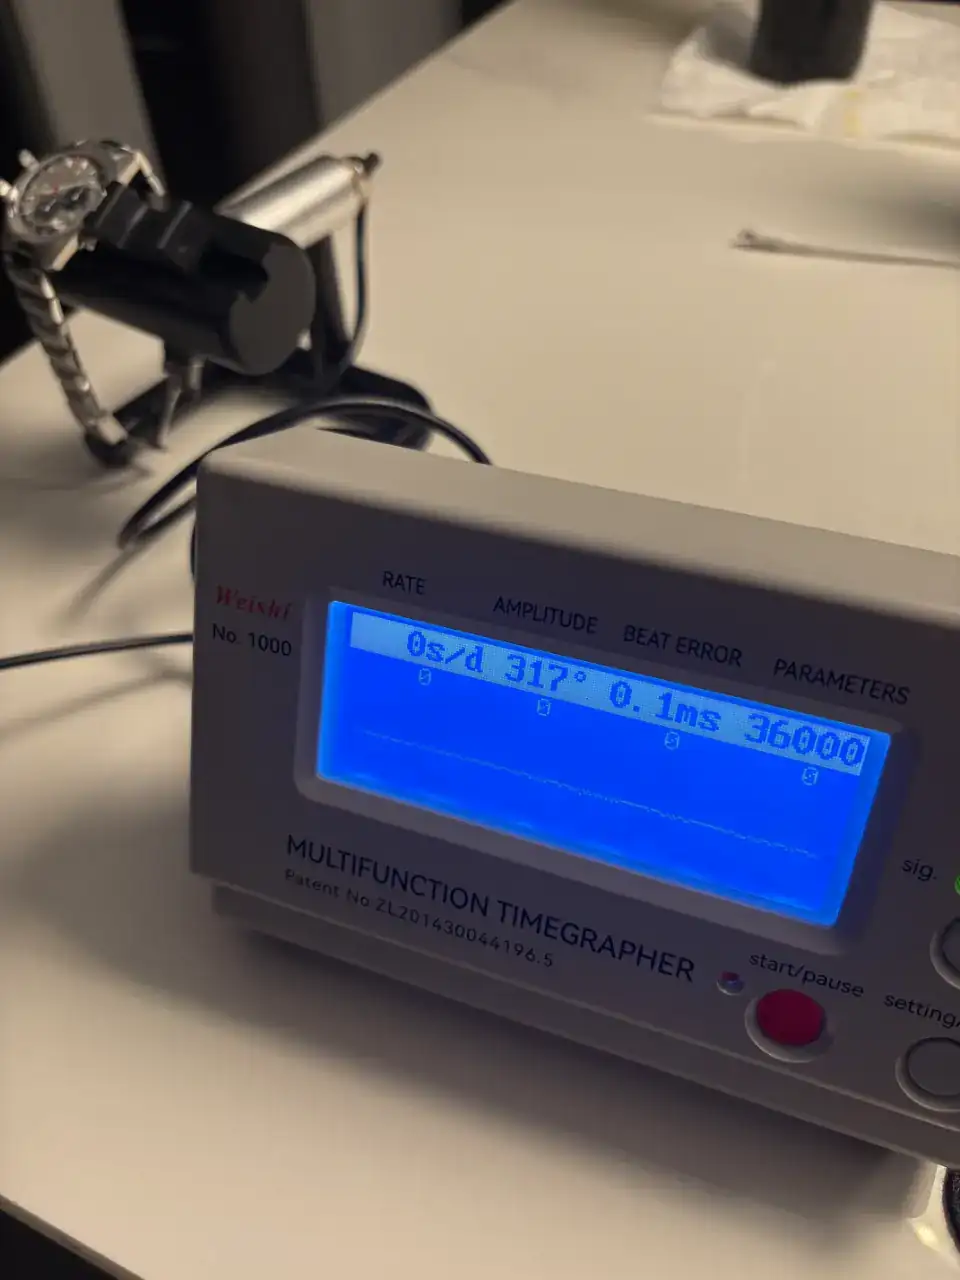 RATE AMPLITUDE BEAT ERROR PARAMETERS
Weishi
No. 1000
0s/d 317° 0.1ms 36000
0 0 0 0
sig.
MULTIFUNCTION TIMEGRAPHER
Patent No.ZL201430044196.5
start/pause
setting/